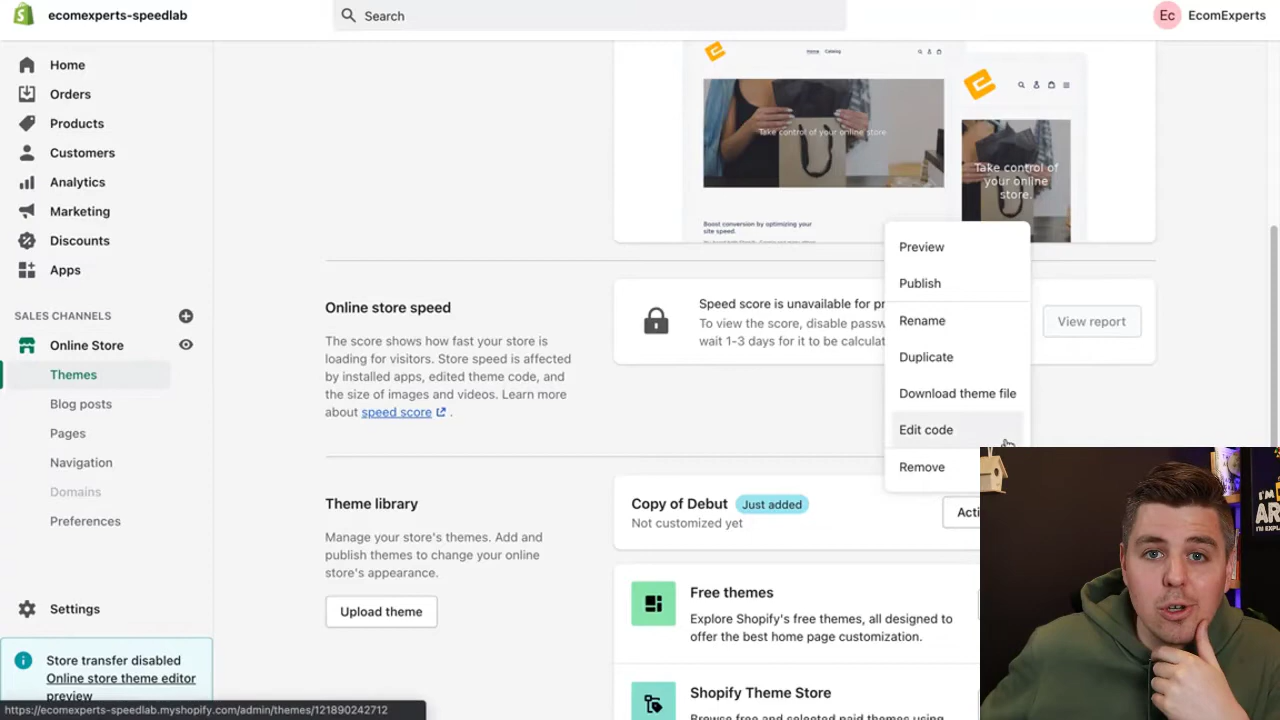 ecomexperts-speedlab
Search
Ec
EcomExperts
Home
Orders
Products
Customers
Analytics
Marketing
Discounts
Apps
SALES CHANNELS
Online Store
Themes
Blog posts
Pages
Navigation
Domains
Preferences
Settings
Store transfer disabled
Online store theme editor
preview
https://ecomexperts-speedlab.myshopify.com/admin/themes/121890242712
Home Catalog
Take control of your online store
Boost conversion by optimizing your
site speed.
Take control of
your online
store.
Online store speed
The score shows how fast your store is
loading for visitors. Store speed is affected
by installed apps, edited theme code, and
the size of images and videos. Learn more
about speed score .
Speed score is unavailable for pr
To view the score, disable passw
wait 1-3 days for it to be calculat
View report
Preview
Publish
Rename
Duplicate
Download theme file
Edit code
Remove
Theme library
Manage your store's themes. Add and
publish themes to change your online
store's appearance.
Upload theme
Copy of Debut
Just added
Not customized yet
Acti
Free themes
Explore Shopify's free themes, all designed to
offer the best home page customization.
Shopify Theme Store
Browse free and selected paid themes using
I'M